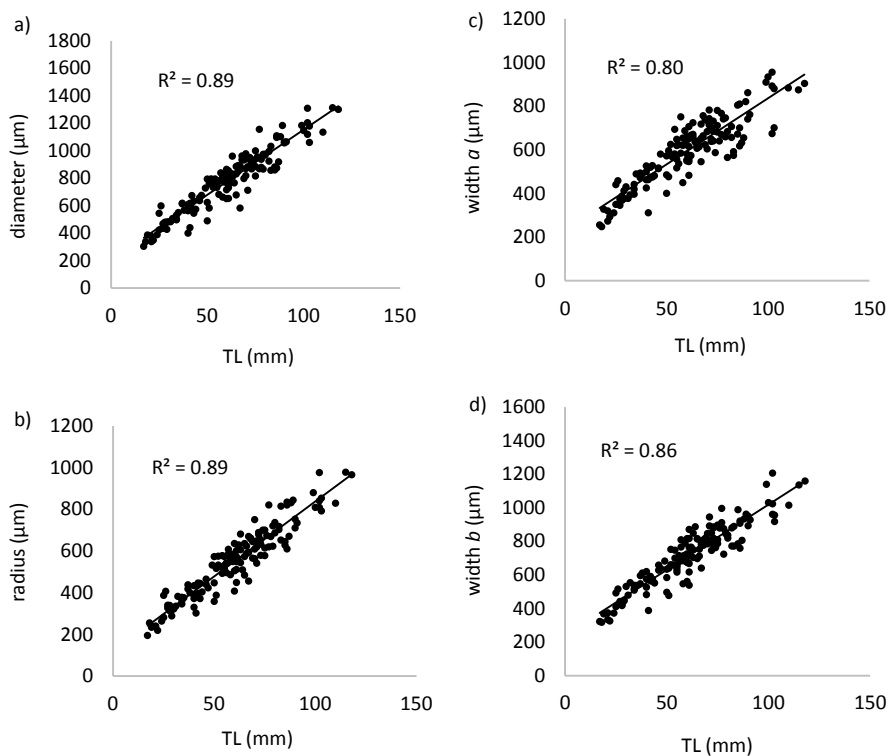 a)
1800
1600
1400
1200
1000
800
600
400
200
0
diameter (µm)
R² = 0.89
0 50 100 150
TL (mm)
c)
1200
1000
800
600
400
200
0
width a (µm)
R² = 0.80
0 50 100 150
TL (mm)
b)
1200
1000
800
600
400
200
0
radius (µm)
R² = 0.89
0 50 100 150
TL (mm)
d)
1600
1400
1200
1000
800
600
400
200
0
width b (µm)
R² = 0.86
0 50 100 150
TL (mm)